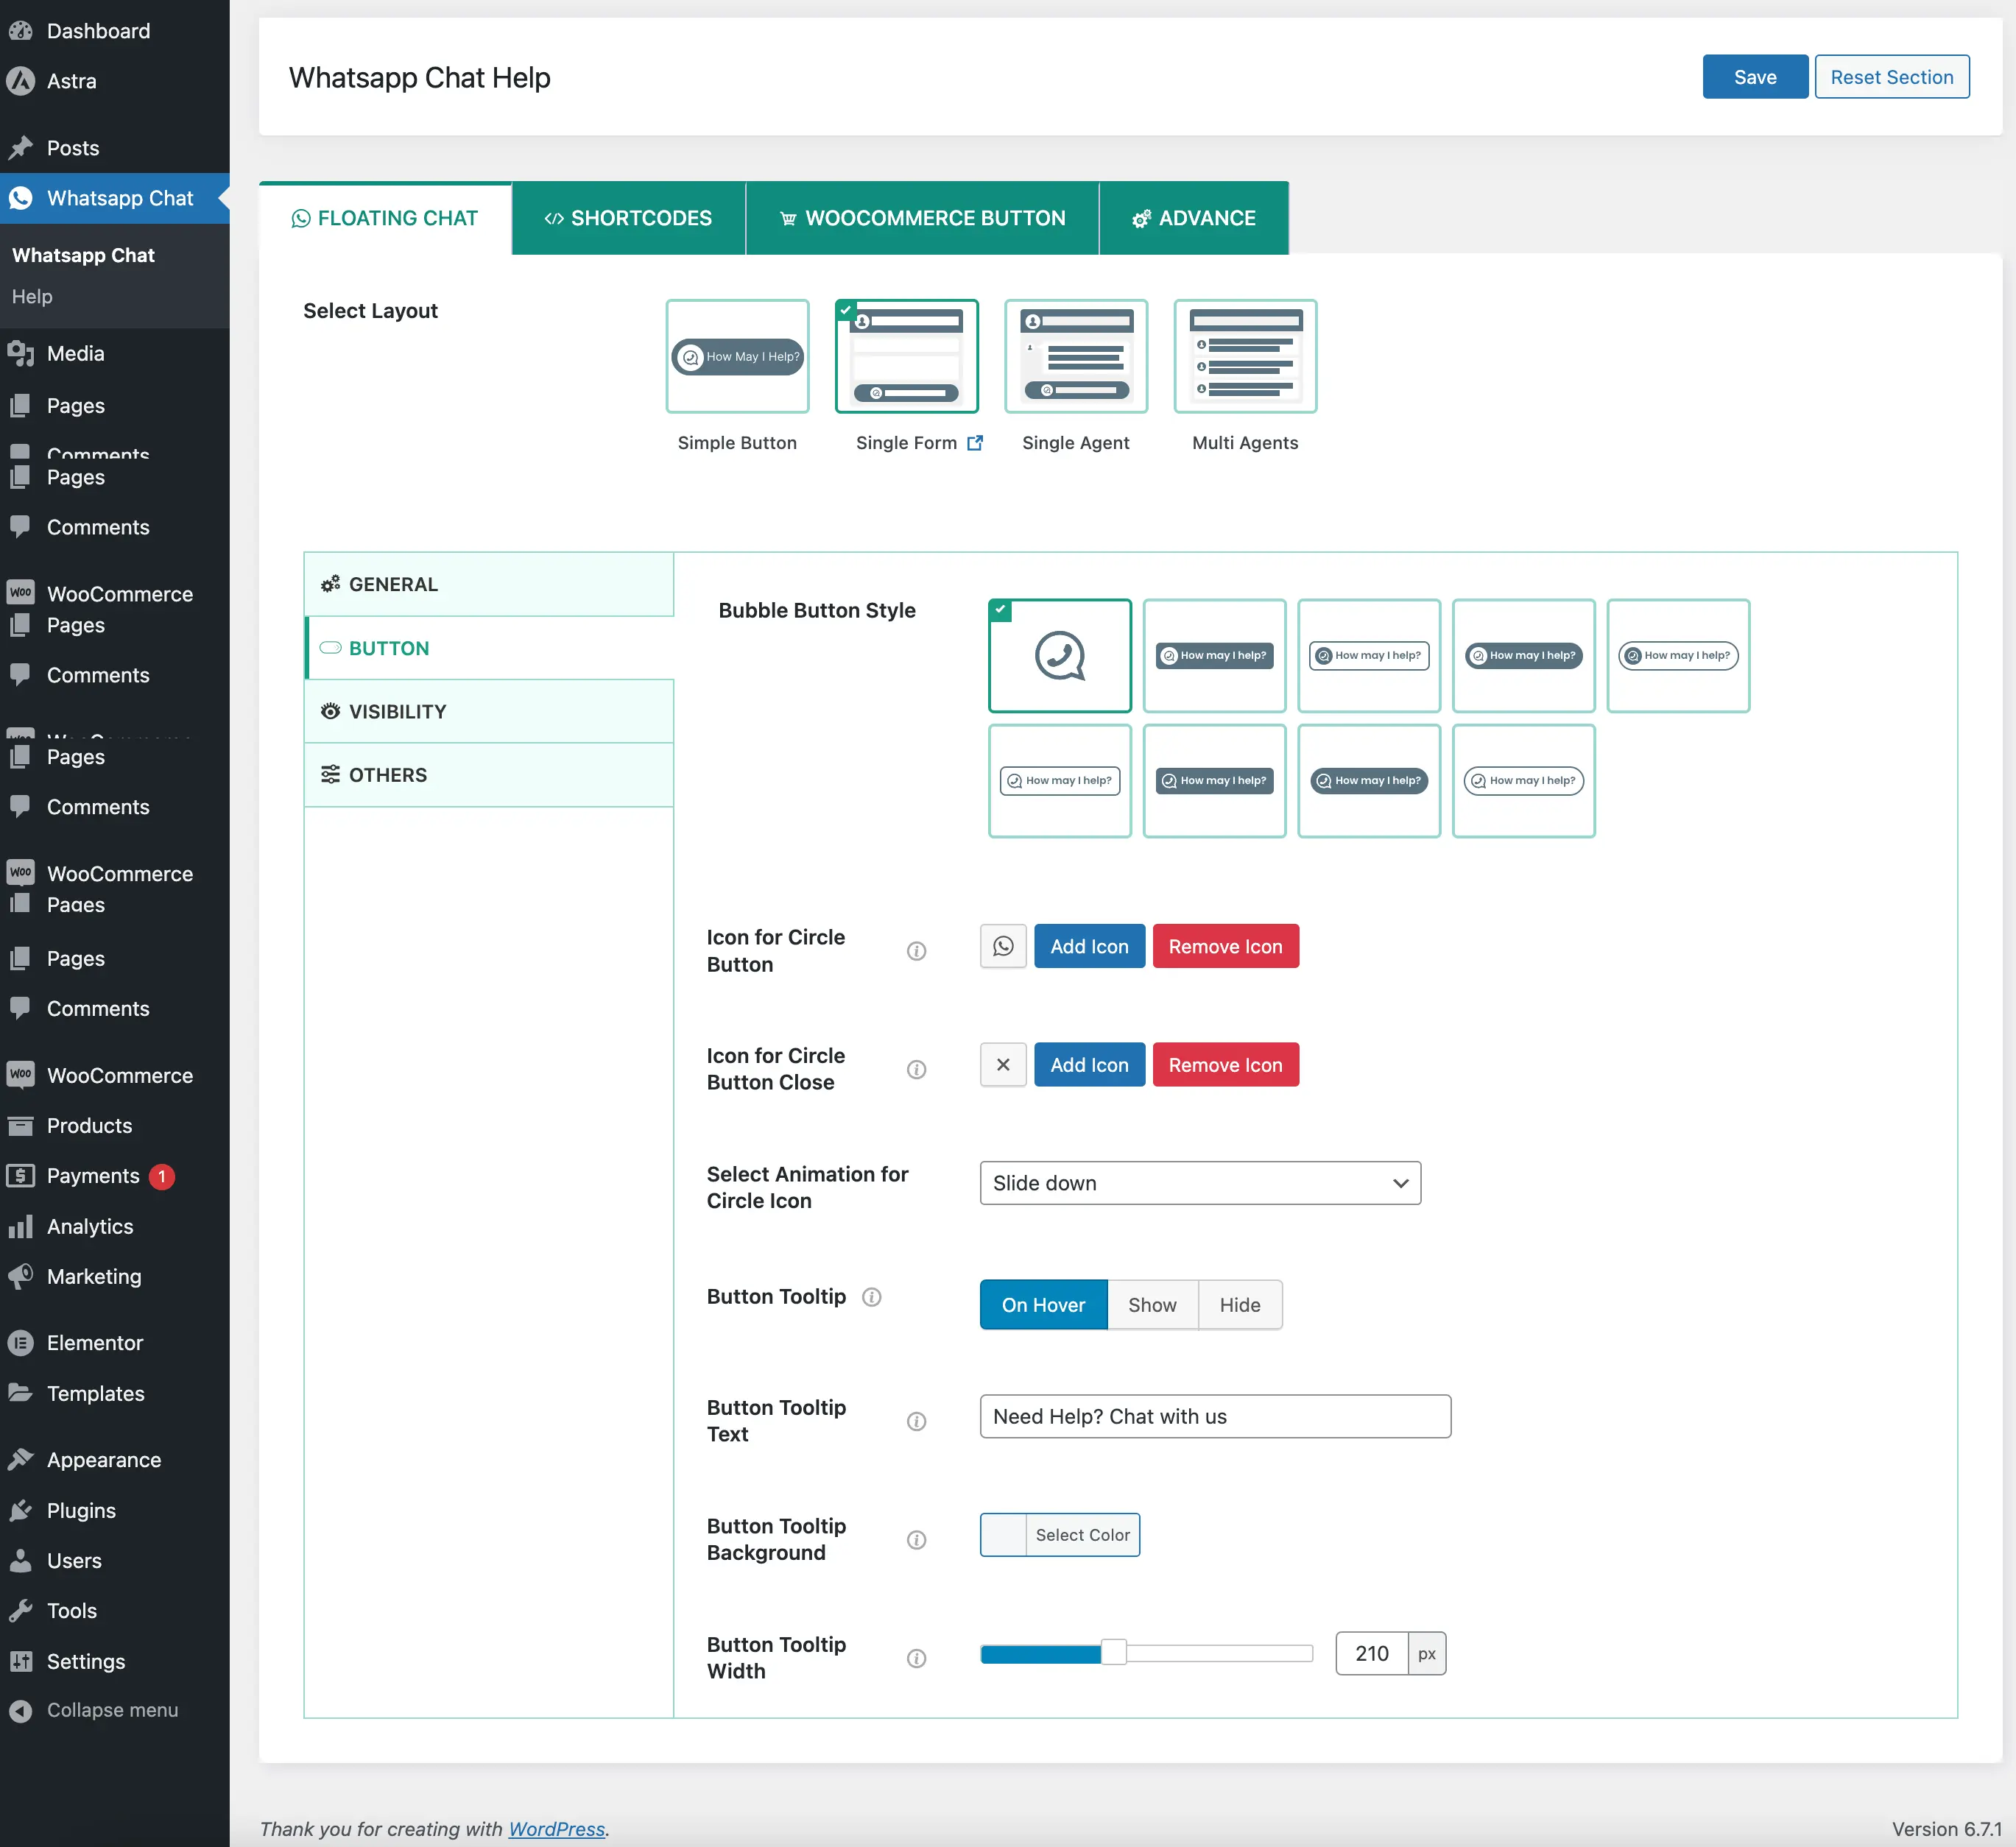 Dashboard
Astra
Posts
Whatsapp Chat
Whatsapp Chat
Help
Media
Pages
Comments
Pages
Comments
WooCommerce
Pages
Comments
Pages
Comments
WooCommerce
Pages
Pages
Comments
WooCommerce
Products
Payments 1
Analytics
Marketing
Elementor
Templates
Appearance
Plugins
Users
Tools
Settings
Collapse menu
Whatsapp Chat Help
Save
Reset Section
FLOATING CHAT
SHORTCODES
WOOCOMMERCE BUTTON
ADVANCE
Select Layout
How May I Help?
Simple Button
Single Form
Single Agent
Multi Agents
GENERAL
BUTTON
VISIBILITY
OTHERS
Bubble Button Style
How may I help?
How may I help?
How may I help?
How may I help?
How may I help?
How may I help?
How may I help?
How may I help?
Icon for Circle
Button
Add Icon
Remove Icon
Icon for Circle
Button Close
Add Icon
Remove Icon
Select Animation for
Circle Icon
Slide down
Button Tooltip
On Hover
Show
Hide
Button Tooltip
Text
Need Help? Chat with us
Button Tooltip
Background
Select Color
Button Tooltip
Width
210
px
Thank you for creating with WordPress.
Version 6.7.1